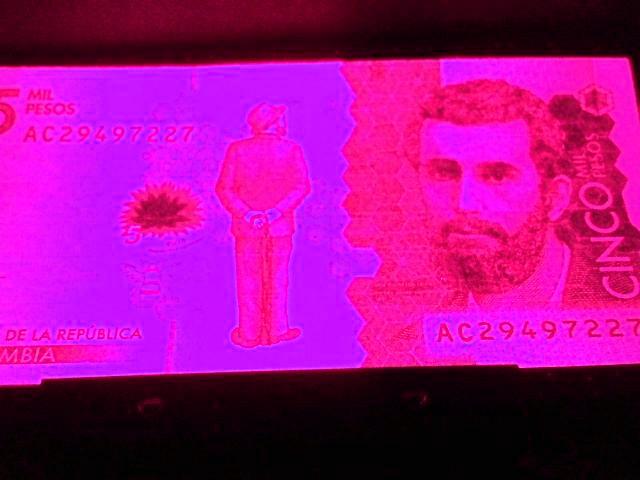 5 MIL
PESOS
AC29497227
5
DE LA REPÚBLICA
MBIA
CINCO
MIL
PESOS
AC29497227